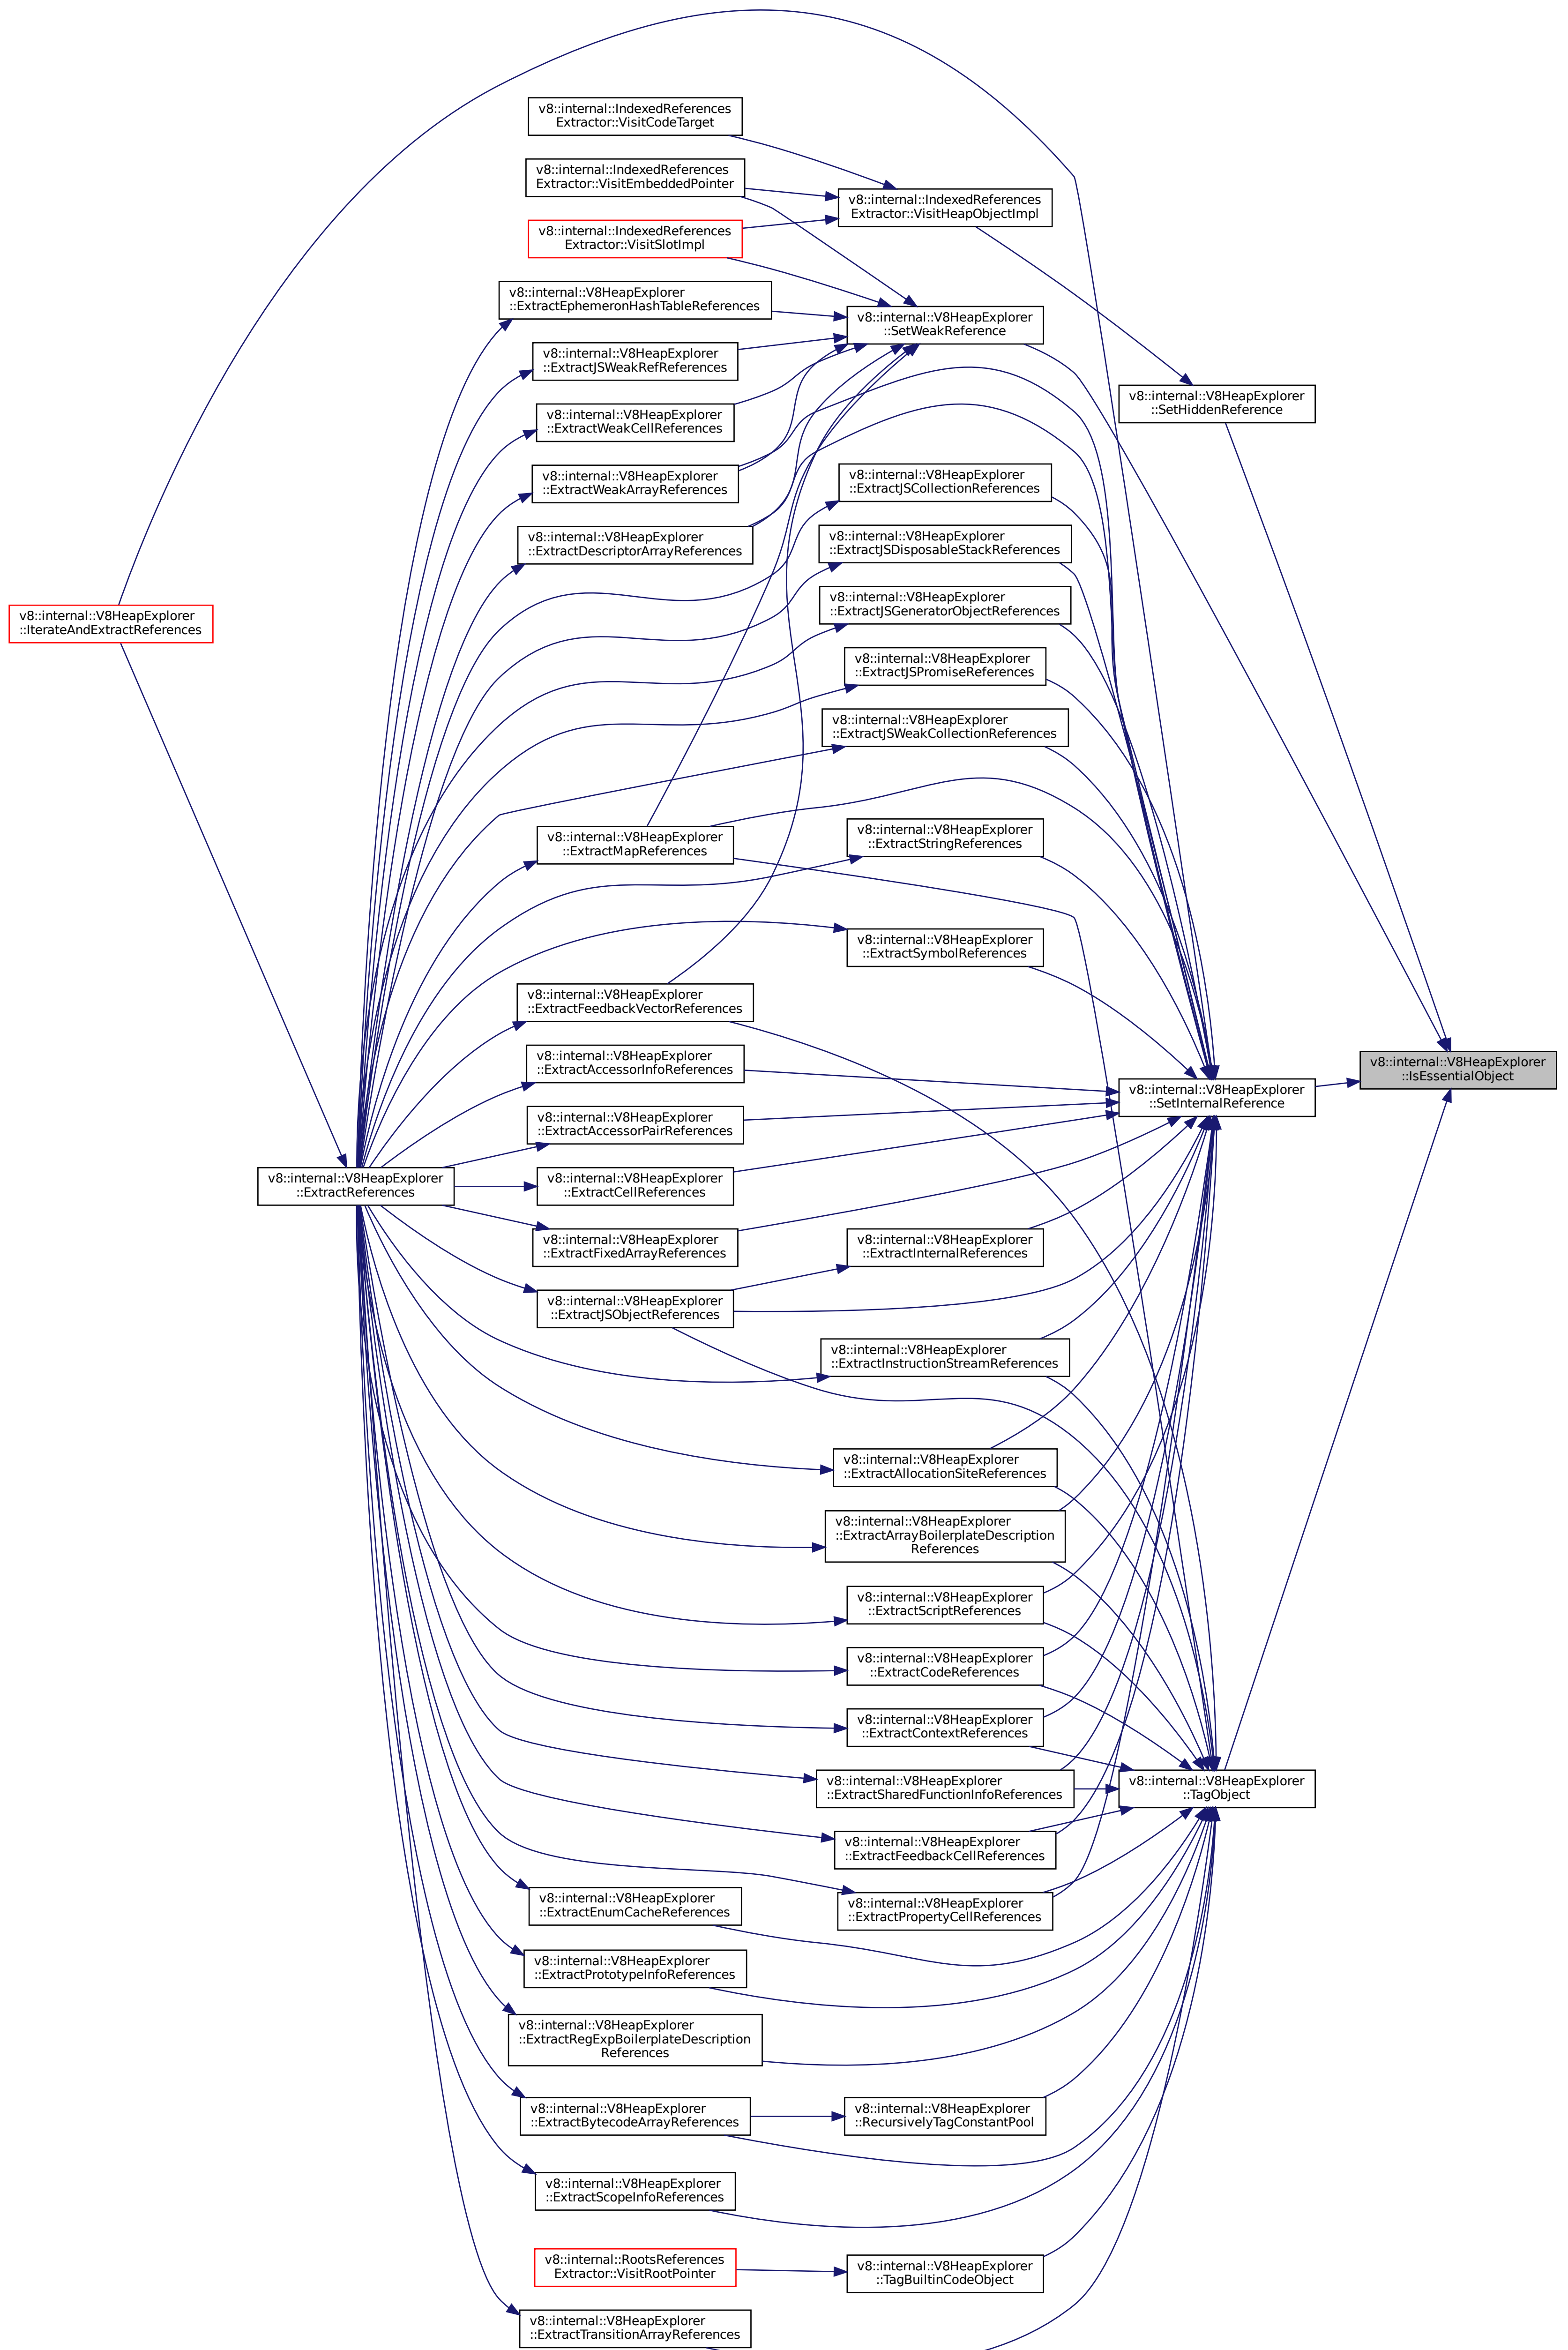 v8::internal::IndexedReferences
Extractor::VisitCodeTarget
v8::internal::IndexedReferences
Extractor::VisitEmbeddedPointer
v8::internal::IndexedReferences
Extractor::VisitHeapObjectImpl
v8::internal::IndexedReferences
Extractor::VisitSlotImpl
v8::internal::V8HeapExplorer
::ExtractEphemeronHashTableReferences
v8::internal::V8HeapExplorer
::SetWeakReference
v8::internal::V8HeapExplorer
::ExtractJSWeakRefReferences
v8::internal::V8HeapExplorer
::SetHiddenReference
v8::internal::V8HeapExplorer
::ExtractWeakCellReferences
v8::internal::V8HeapExplorer
::ExtractWeakArrayReferences
v8::internal::V8HeapExplorer
::ExtractJSCollectionReferences
v8::internal::V8HeapExplorer
::ExtractDescriptorArrayReferences
v8::internal::V8HeapExplorer
::ExtractJSDisposableStackReferences
v8::internal::V8HeapExplorer
::ExtractJSGeneratorObjectReferences
v8::internal::V8HeapExplorer
::IterateAndExtractReferences
v8::internal::V8HeapExplorer
::ExtractJSPromiseReferences
v8::internal::V8HeapExplorer
::ExtractJSWeakCollectionReferences
v8::internal::V8HeapExplorer
::ExtractMapReferences
v8::internal::V8HeapExplorer
::ExtractStringReferences
v8::internal::V8HeapExplorer
::ExtractSymbolReferences
v8::internal::V8HeapExplorer
::ExtractFeedbackVectorReferences
v8::internal::V8HeapExplorer
::ExtractAccessorInfoReferences
v8::internal::V8HeapExplorer
::IsEssentialObject
v8::internal::V8HeapExplorer
::SetInternalReference
v8::internal::V8HeapExplorer
::ExtractAccessorPairReferences
v8::internal::V8HeapExplorer
::ExtractReferences
v8::internal::V8HeapExplorer
::ExtractCellReferences
v8::internal::V8HeapExplorer
::ExtractFixedArrayReferences
v8::internal::V8HeapExplorer
::ExtractInternalReferences
v8::internal::V8HeapExplorer
::ExtractJSObjectReferences
v8::internal::V8HeapExplorer
::ExtractInstructionStreamReferences
v8::internal::V8HeapExplorer
::ExtractAllocationSiteReferences
v8::internal::V8HeapExplorer
::ExtractArrayBoilerplateDescription
References
v8::internal::V8HeapExplorer
::ExtractScriptReferences
v8::internal::V8HeapExplorer
::ExtractCodeReferences
v8::internal::V8HeapExplorer
::ExtractContextReferences
v8::internal::V8HeapExplorer
::ExtractSharedFunctionInfoReferences
v8::internal::V8HeapExplorer
::TagObject
v8::internal::V8HeapExplorer
::ExtractFeedbackCellReferences
v8::internal::V8HeapExplorer
::ExtractEnumCacheReferences
v8::internal::V8HeapExplorer
::ExtractPropertyCellReferences
v8::internal::V8HeapExplorer
::ExtractPrototypeInfoReferences
v8::internal::V8HeapExplorer
::ExtractRegExpBoilerplateDescription
References
v8::internal::V8HeapExplorer
::ExtractBytecodeArrayReferences
v8::internal::V8HeapExplorer
::RecursivelyTagConstantPool
v8::internal::V8HeapExplorer
::ExtractScopeInfoReferences
v8::internal::RootsReferences
Extractor::VisitRootPointer
v8::internal::V8HeapExplorer
::TagBuiltinCodeObject
v8::internal::V8HeapExplorer
::ExtractTransitionArrayReferences